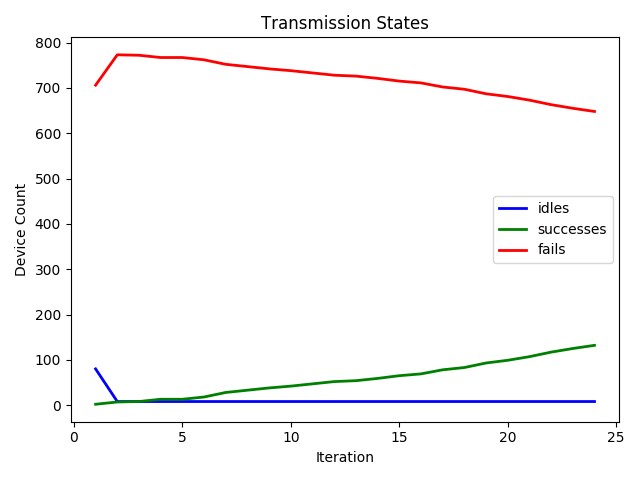 Transmission States
800
700
600
500
400
300
200
100
0
Device Count
idles
successes
fails
0 5 10 15 20 25
Iteration